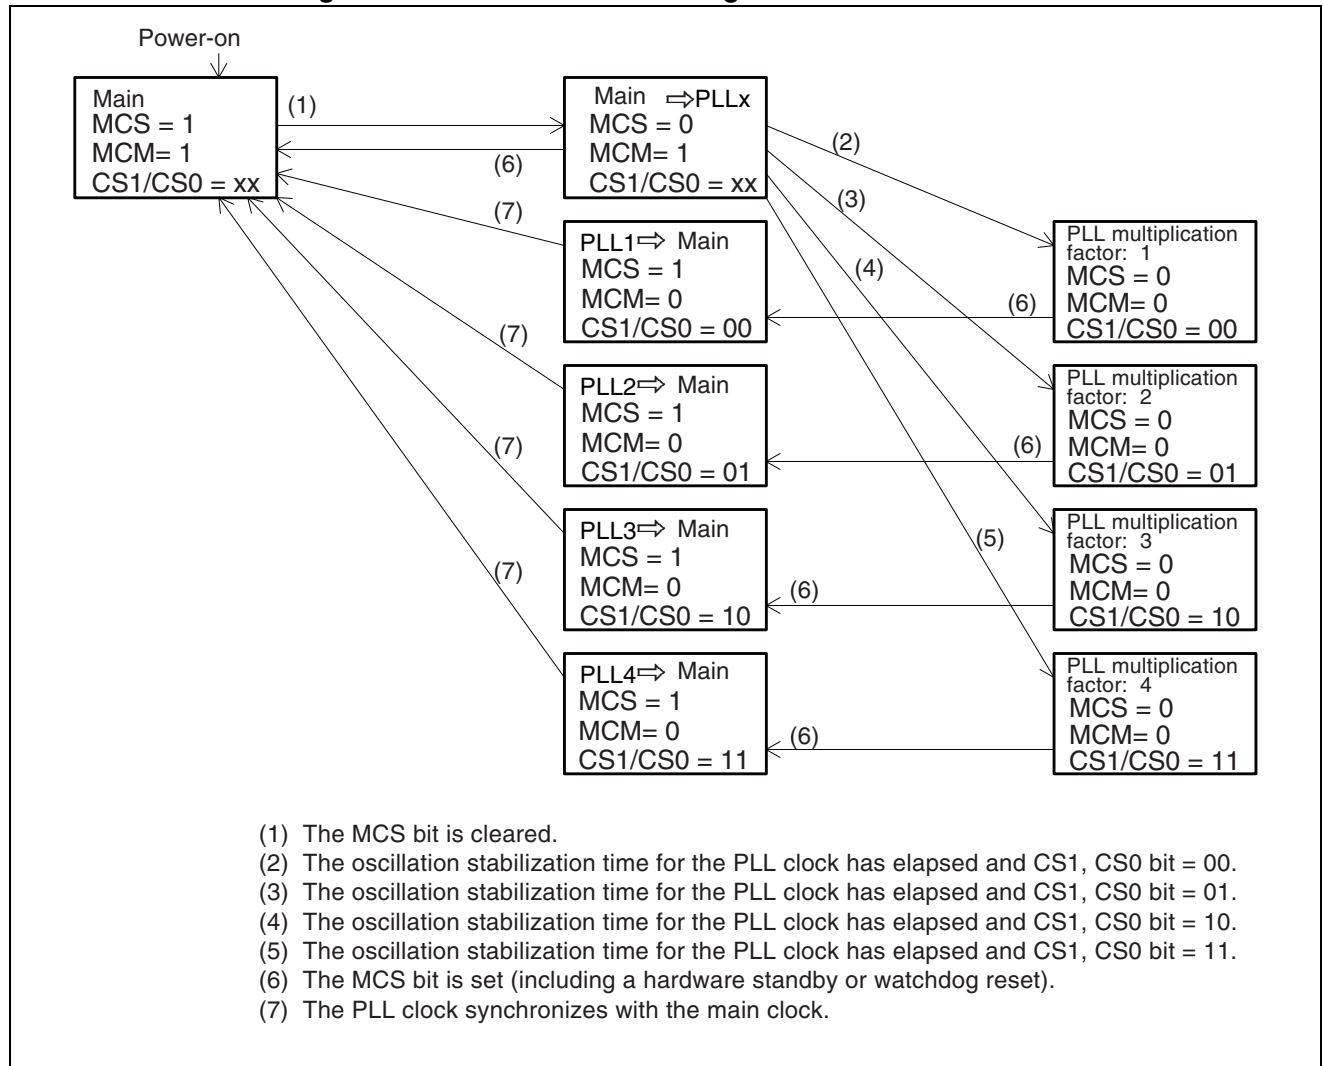 Power-on
Main
MCS = 1
MCM= 1
CS1/CS0 = xx
(1)
(6)
Main ⇨PLLx
MCS = 0
MCM= 1
CS1/CS0 = xx
(2)
(3)
(4)
(5)
(7)
PLL1⇨ Main
MCS = 1
MCM= 0
CS1/CS0 = 00
(6)
PLL multiplication
factor: 1
MCS = 0
MCM= 0
CS1/CS0 = 00
(7)
PLL2⇨ Main
MCS = 1
MCM= 0
CS1/CS0 = 01
(6)
PLL multiplication
factor: 2
MCS = 0
MCM= 0
CS1/CS0 = 01
(7)
PLL3⇨ Main
MCS = 1
MCM= 0
CS1/CS0 = 10
(6)
PLL multiplication
factor: 3
MCS = 0
MCM= 0
CS1/CS0 = 10
(7)
PLL4⇨ Main
MCS = 1
MCM= 0
CS1/CS0 = 11
(6)
PLL multiplication
factor: 4
MCS = 0
MCM= 0
CS1/CS0 = 11
(1) The MCS bit is cleared.
(2) The oscillation stabilization time for the PLL clock has elapsed and CS1, CS0 bit = 00.
(3) The oscillation stabilization time for the PLL clock has elapsed and CS1, CS0 bit = 01.
(4) The oscillation stabilization time for the PLL clock has elapsed and CS1, CS0 bit = 10.
(5) The oscillation stabilization time for the PLL clock has elapsed and CS1, CS0 bit = 11.
(6) The MCS bit is set (including a hardware standby or watchdog reset).
(7) The PLL clock synchronizes with the main clock.